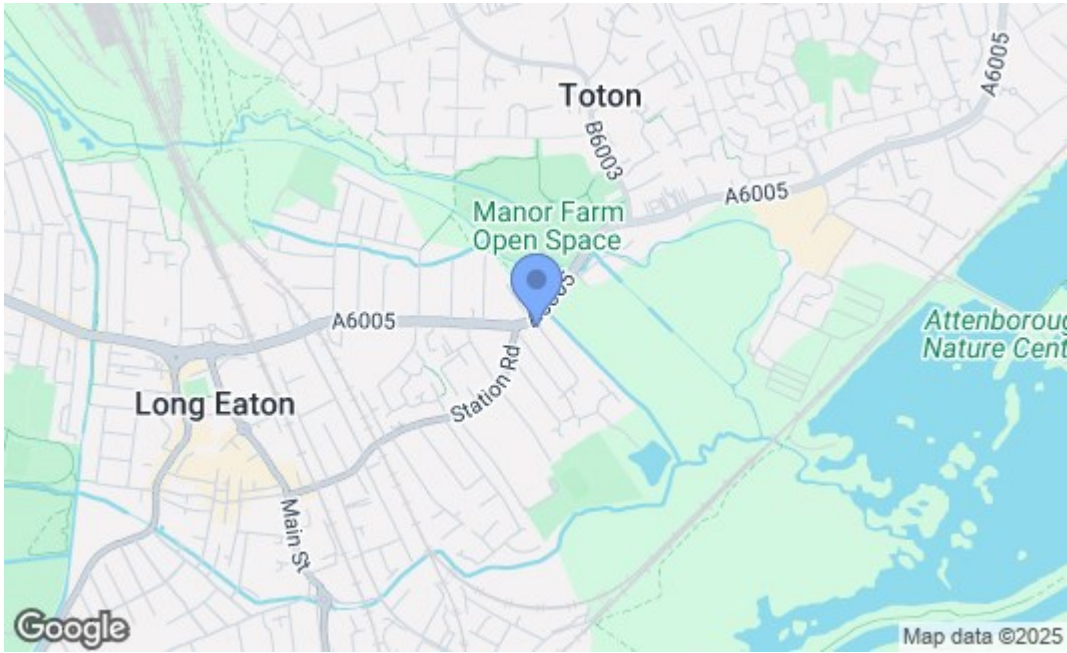 A6005
Toton
B6003
A6005
Manor Farm
Open Space
A6005
Attenboroug
Nature Cent
Station Rd
Long Eaton
Main St
Google
Map data ©2025